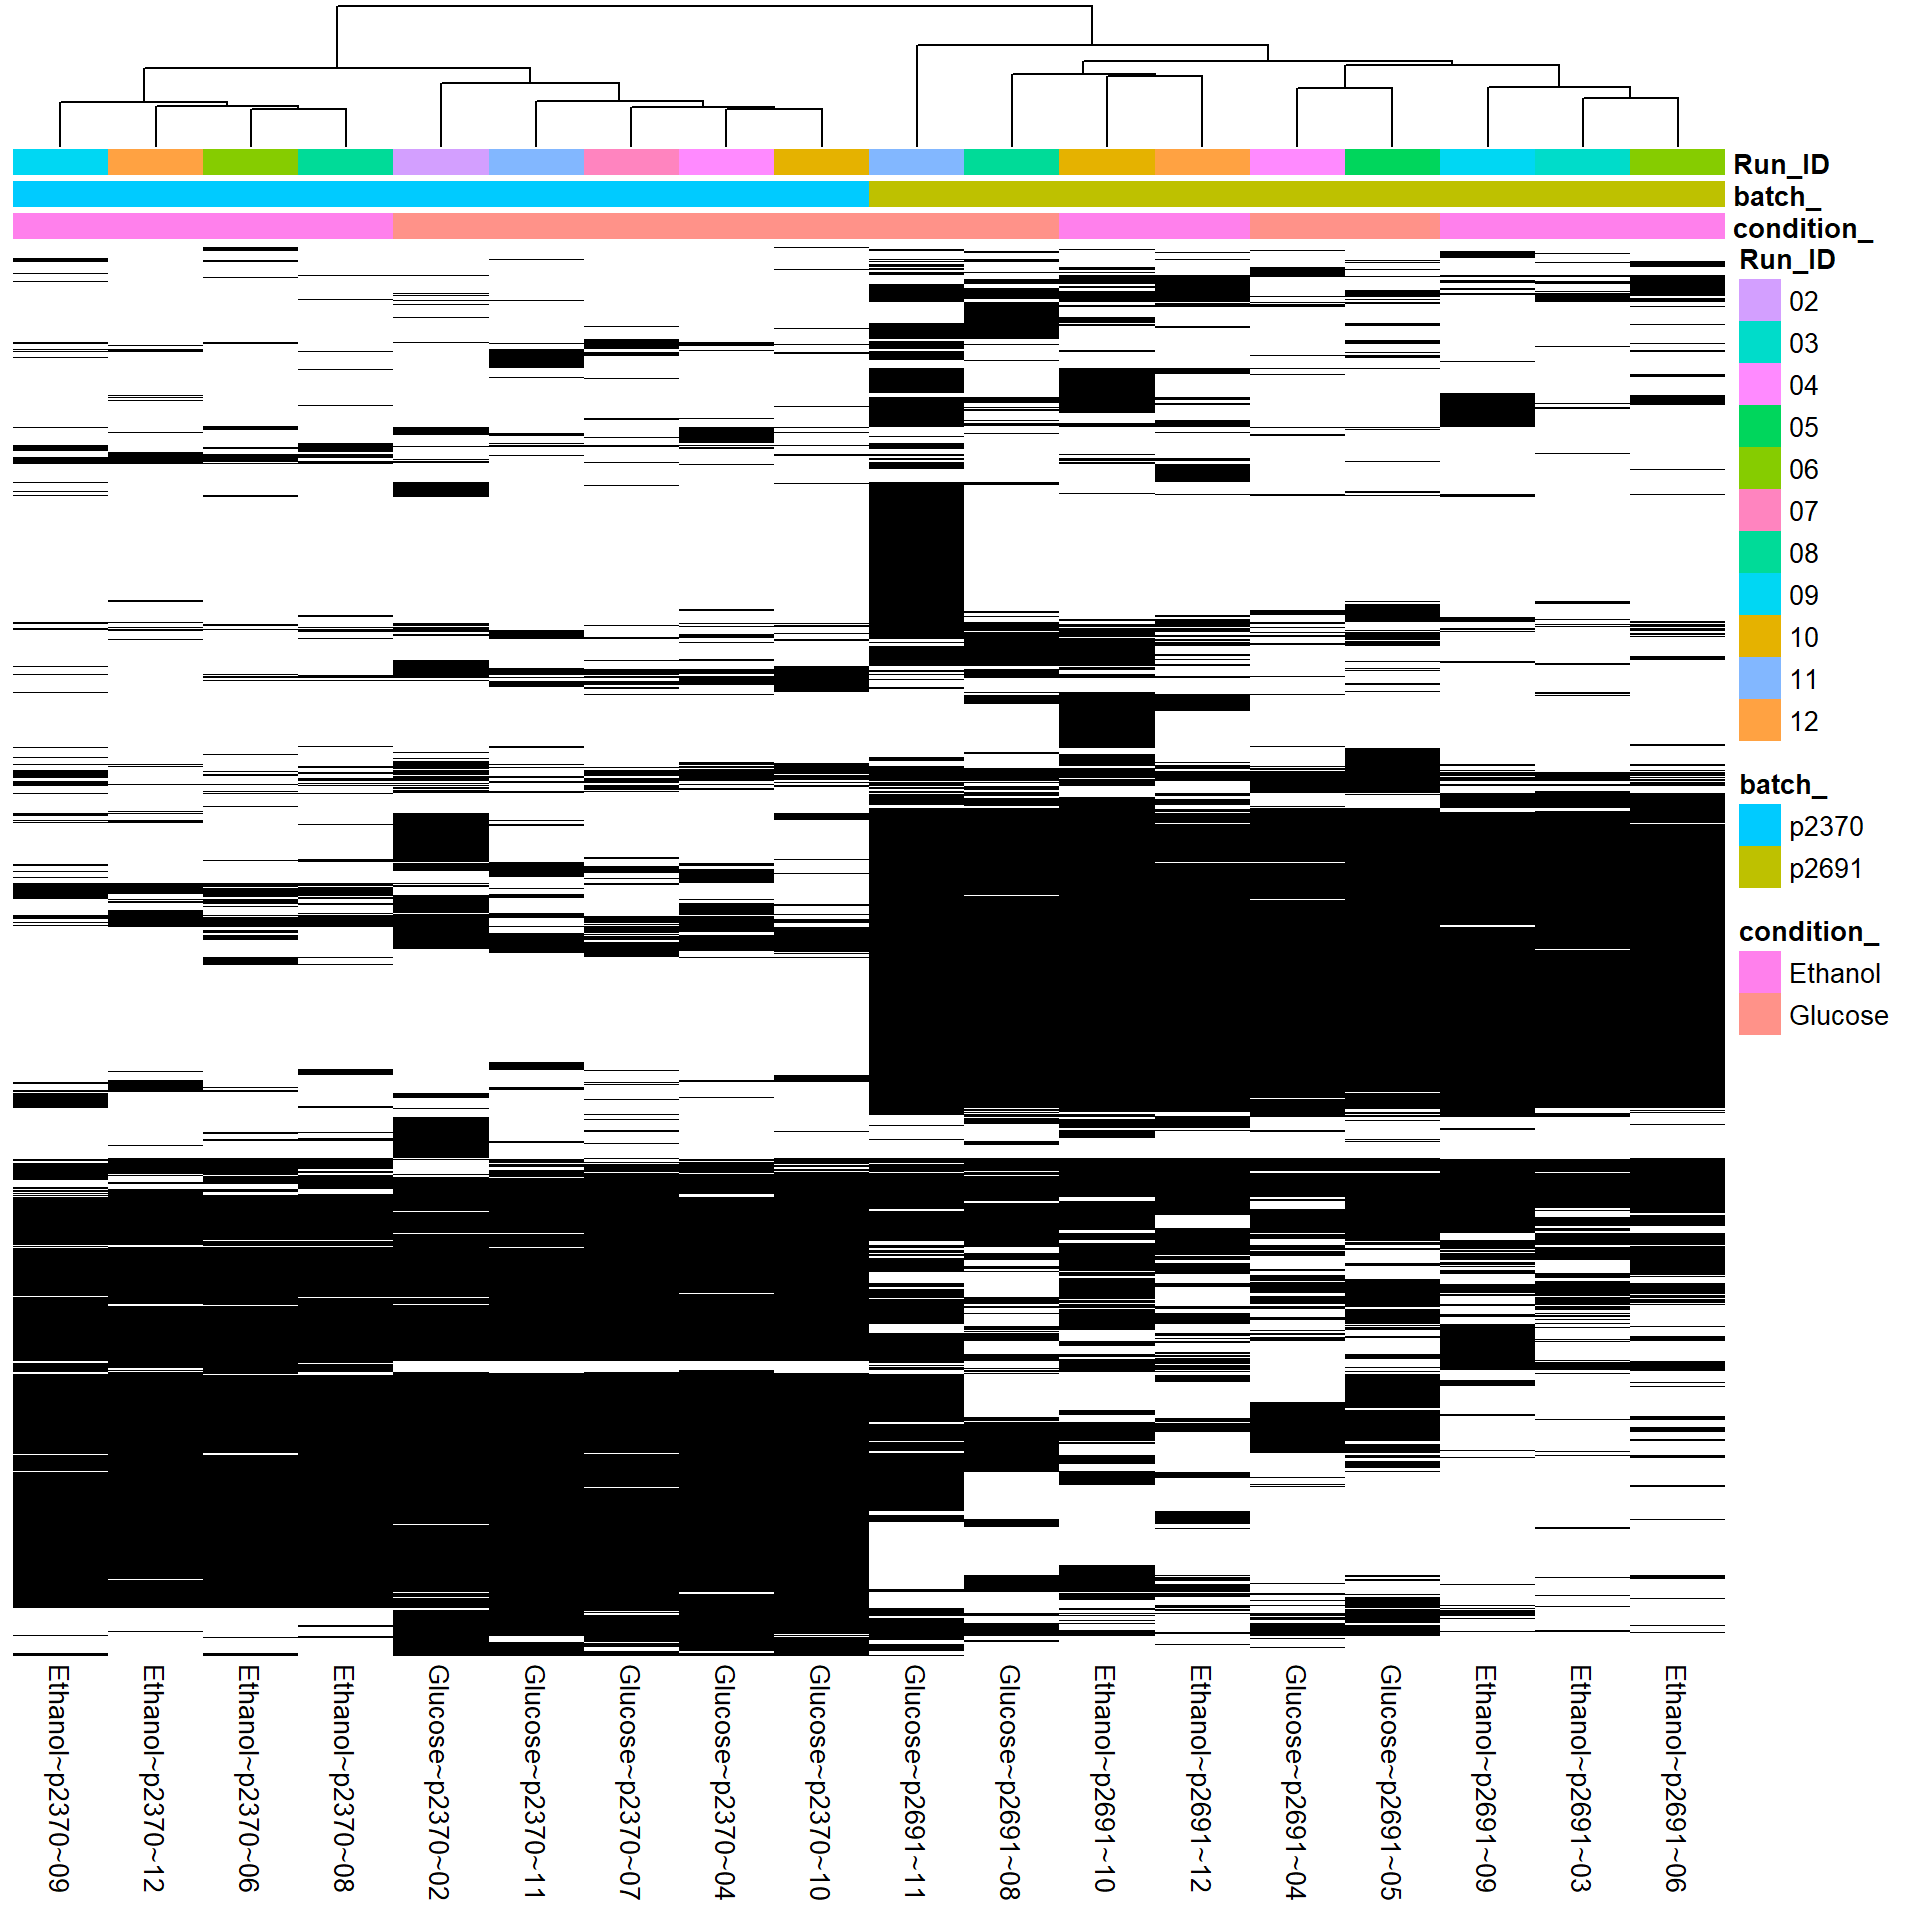 Run_ID
batch_
condition_
Run_ID
02
03
04
05
06
07
08
09
10
11
12
batch_
p2370
p2691
condition_
Ethanol
Glucose
Ethanol~p2370~09
Ethanol~p2370~12
Ethanol~p2370~06
Ethanol~p2370~08
Glucose~p2370~02
Glucose~p2370~11
Glucose~p2370~07
Glucose~p2370~04
Glucose~p2370~10
Glucose~p2691~11
Glucose~p2691~08
Ethanol~p2691~10
Ethanol~p2691~12
Glucose~p2691~04
Glucose~p2691~05
Ethanol~p2691~09
Ethanol~p2691~03
Ethanol~p2691~06